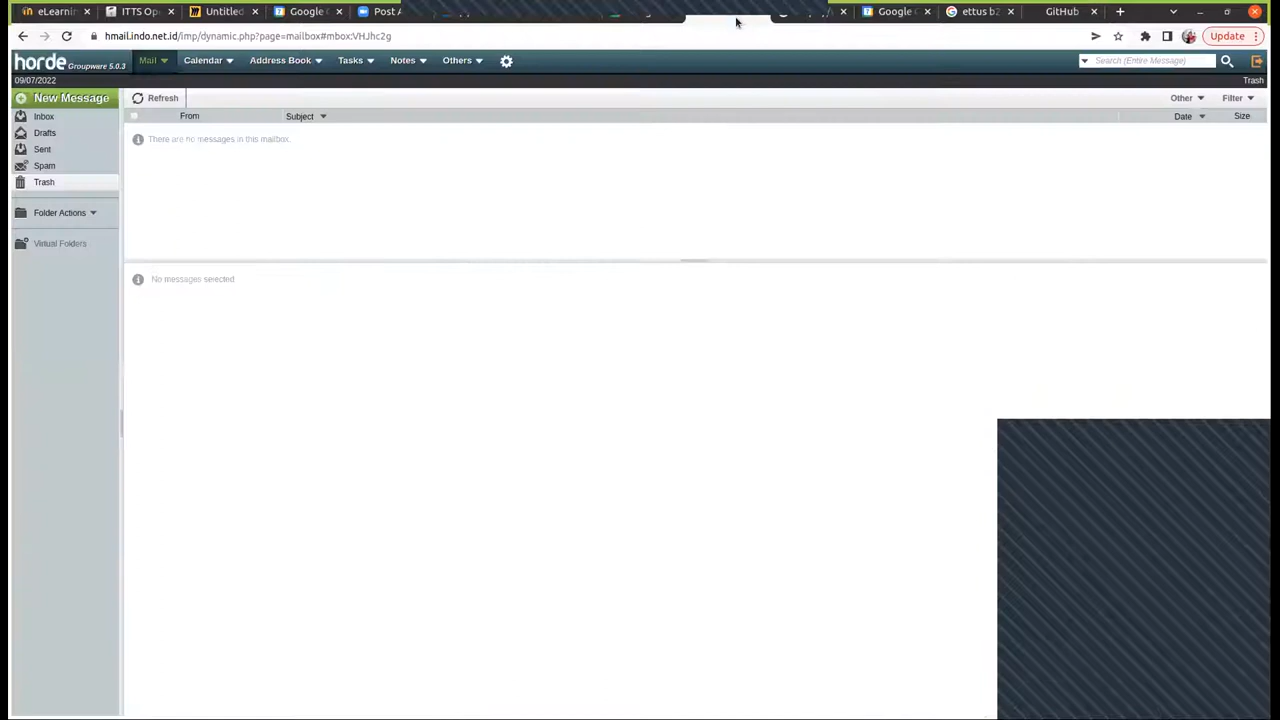 eLearnin ITTS Op Untitled Google C Post A Google C ettus b2 GitHub
hmail.indo.net.id/imp/dynamic.php?page=mailbox#mbox:VHJhc2g Update
horde Groupware 5.0.3 Mail Calendar Address Book Tasks Notes Others Search (Entire Message)
09/07/2022 Trash
New Message Refresh Other Filter
Inbox From Subject Date Size
Drafts There are no messages in this mailbox.
Sent
Spam
Trash
Folder Actions
Virtual Folders
No messages selected